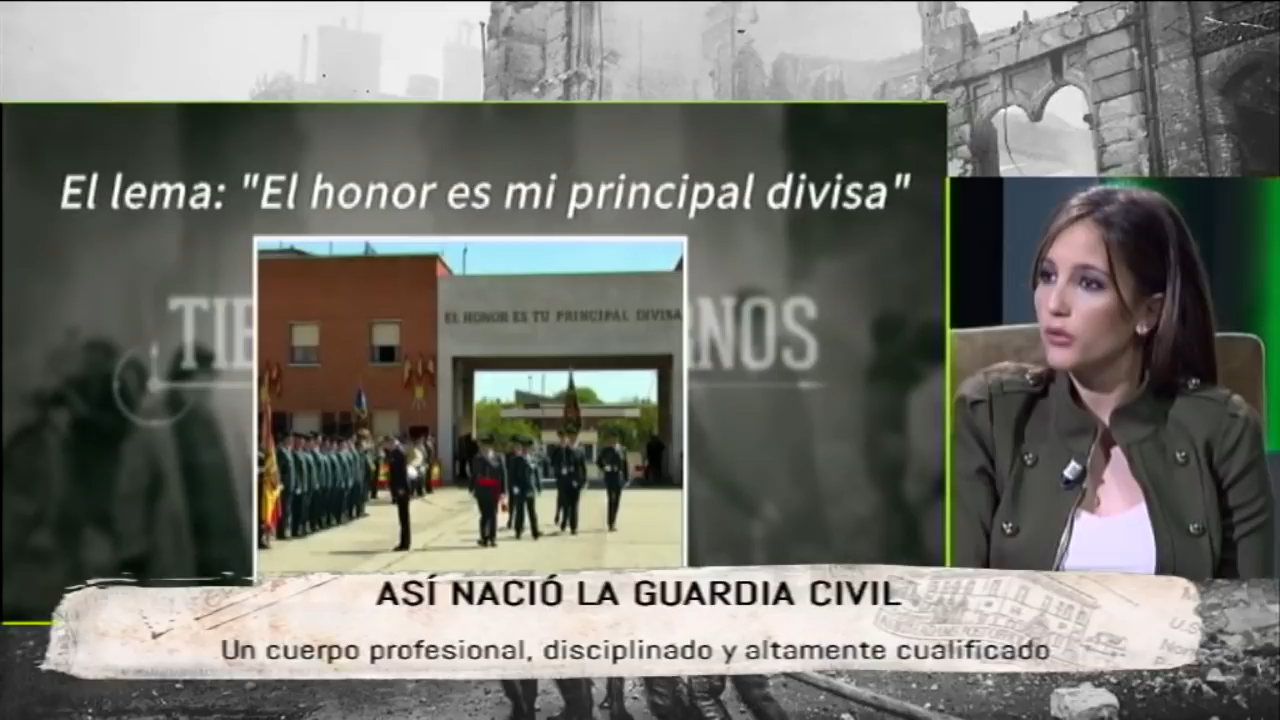 El lema: "El honor es mi principal divisa"
EL HONOR ES TU PRINCIPAL DIVISA
ASÍ NACIÓ LA GUARDIA CIVIL
Un cuerpo profesional, disciplinado y altamente cualificado